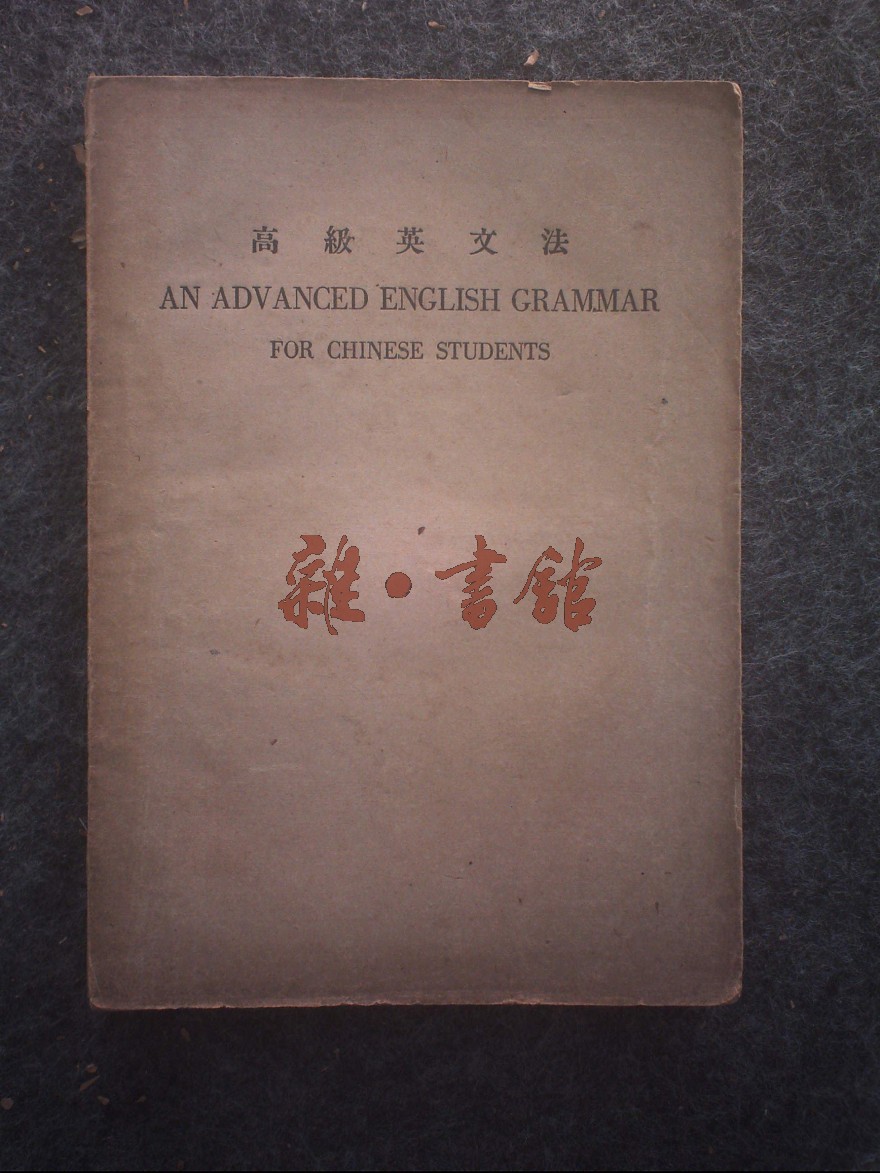 高級英文法
AN ADVANCED ENGLISH GRAMMAR
FOR CHINESE STUDENTS
雜·書館